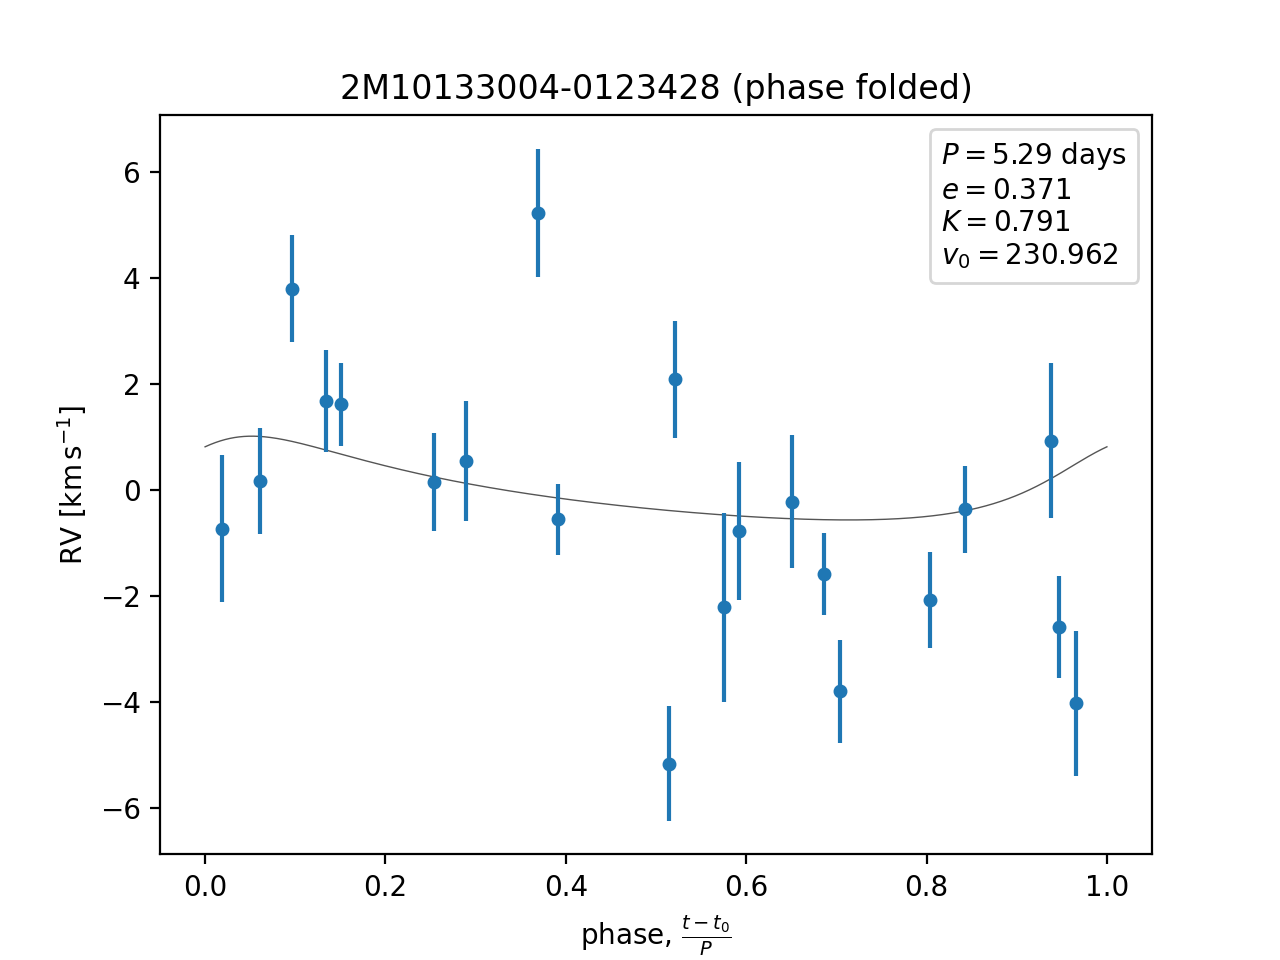 2M10133004-0123428 (phase folded)
P = 5.29 days
e = 0.371
K = 0.791
v₀ = 230.962
RV [km s⁻¹]
6
4
2
0
−2
−4
−6
0.0 0.2 0.4 0.6 0.8 1.0
phase, (t − t₀)/P